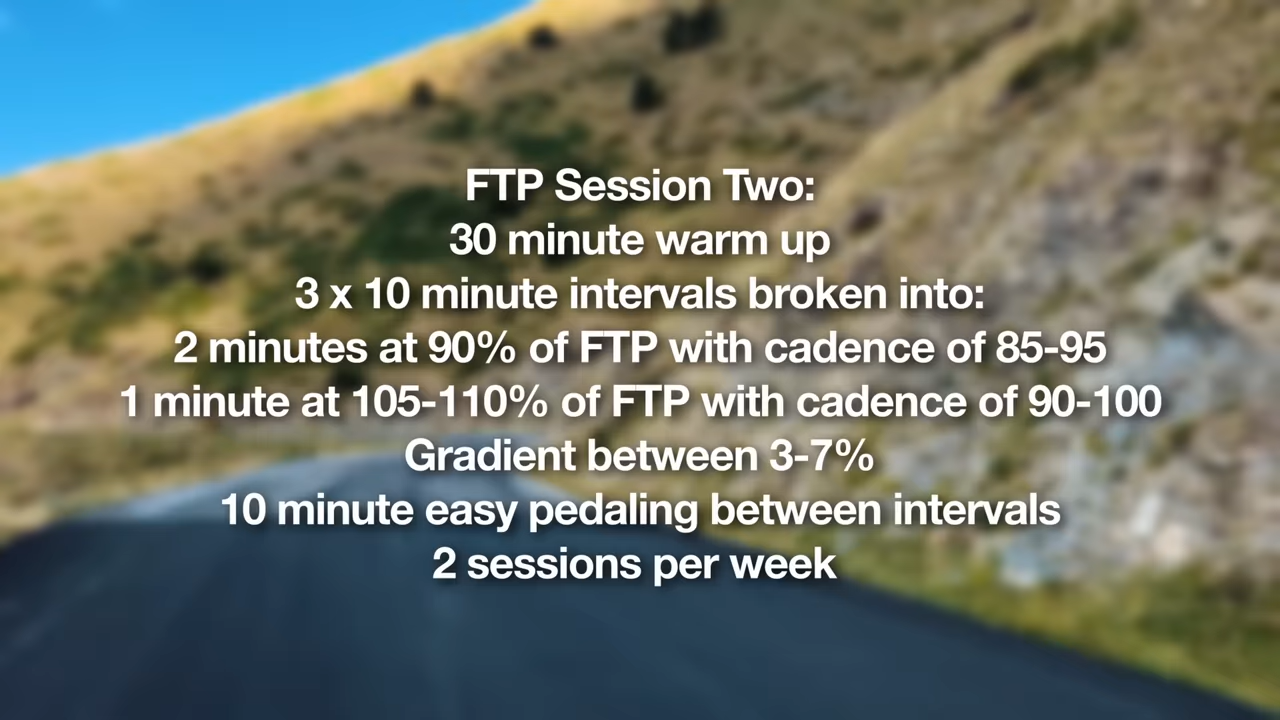 FTP Session Two:
30 minute warm up
3 x 10 minute intervals broken into:
2 minutes at 90% of FTP with cadence of 85-95
1 minute at 105-110% of FTP with cadence of 90-100
Gradient between 3-7%
10 minute easy pedaling between intervals
2 sessions per week